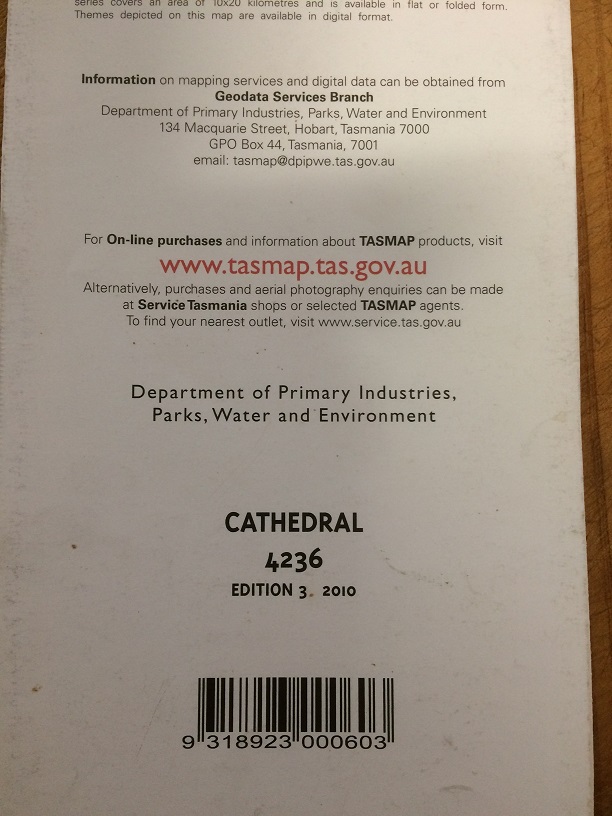 series covers an area of 10x20 kilometres and is available in flat or folded form.
Themes depicted on this map are available in digital format.
Information on mapping services and digital data can be obtained from
Geodata Services Branch
Department of Primary Industries, Parks, Water and Environment
134 Macquarie Street, Hobart, Tasmania 7000
GPO Box 44, Tasmania, 7001
email: tasmap@dpipwe.tas.gov.au
For On-line purchases and information about TASMAP products, visit
www.tasmap.tas.gov.au
Alternatively, purchases and aerial photography enquiries can be made
at Service Tasmania shops or selected TASMAP agents.
To find your nearest outlet, visit www.service.tas.gov.au
Department of Primary Industries,
Parks, Water and Environment
CATHEDRAL
4236
EDITION 3 2010
9 318923 000603